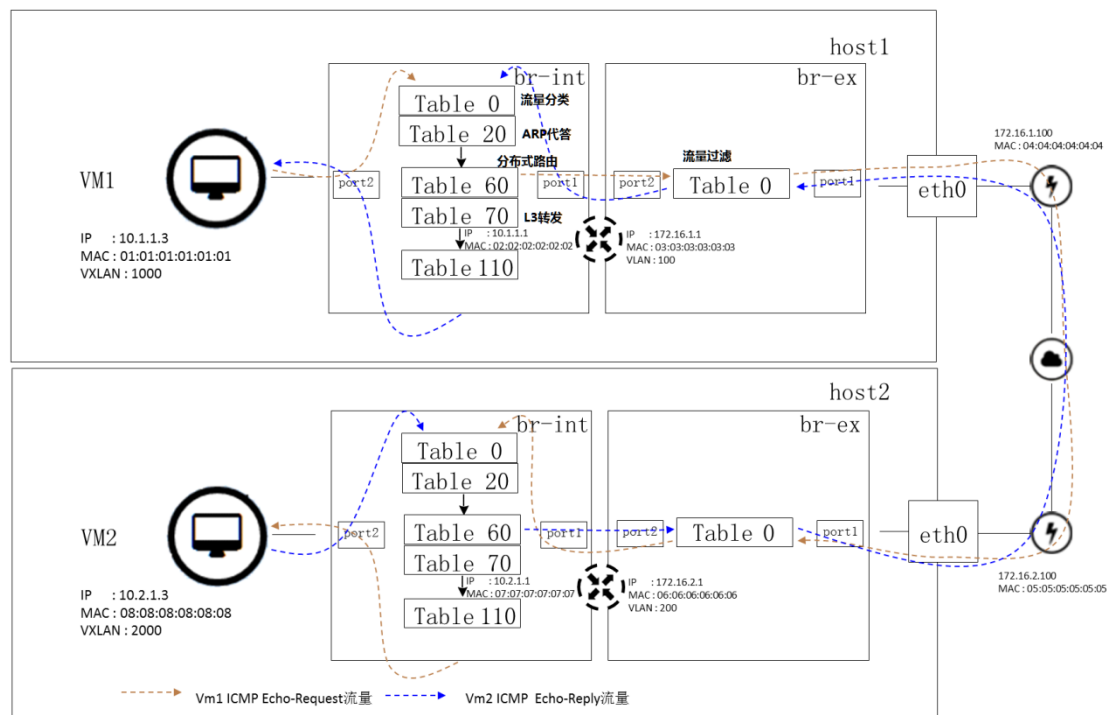 host1
br-int
br-ex
Table 0
流量分类
Table 20
ARP代答
分布式路由
流量过滤
172.16.1.100
MAC : 04:04:04:04:04:04
VM1
port2
Table 60
port1
port2
Table 0
port1
eth0
Table 70
L3转发
IP : 10.1.1.3
MAC : 01:01:01:01:01:01
VXLAN : 1000
IP : 10.1.1.1
MAC : 02:02:02:02:02:02
IP : 172.16.1.1
MAC : 03:03:03:03:03:03
VLAN : 100
Table 110
host2
br-int
br-ex
Table 0
Table 20
VM2
port2
Table 60
port1
port2
Table 0
port1
eth0
Table 70
172.16.2.100
MAC : 05:05:05:05:05:05
IP : 10.2.1.3
MAC : 08:08:08:08:08:08
VXLAN : 2000
IP : 10.2.1.1
MAC : 07:07:07:07:07:07
IP : 172.16.2.1
MAC : 06:06:06:06:06:06
VLAN : 200
Table 110
Vm1 ICMP Echo-Request流量
Vm2 ICMP Echo-Reply流量